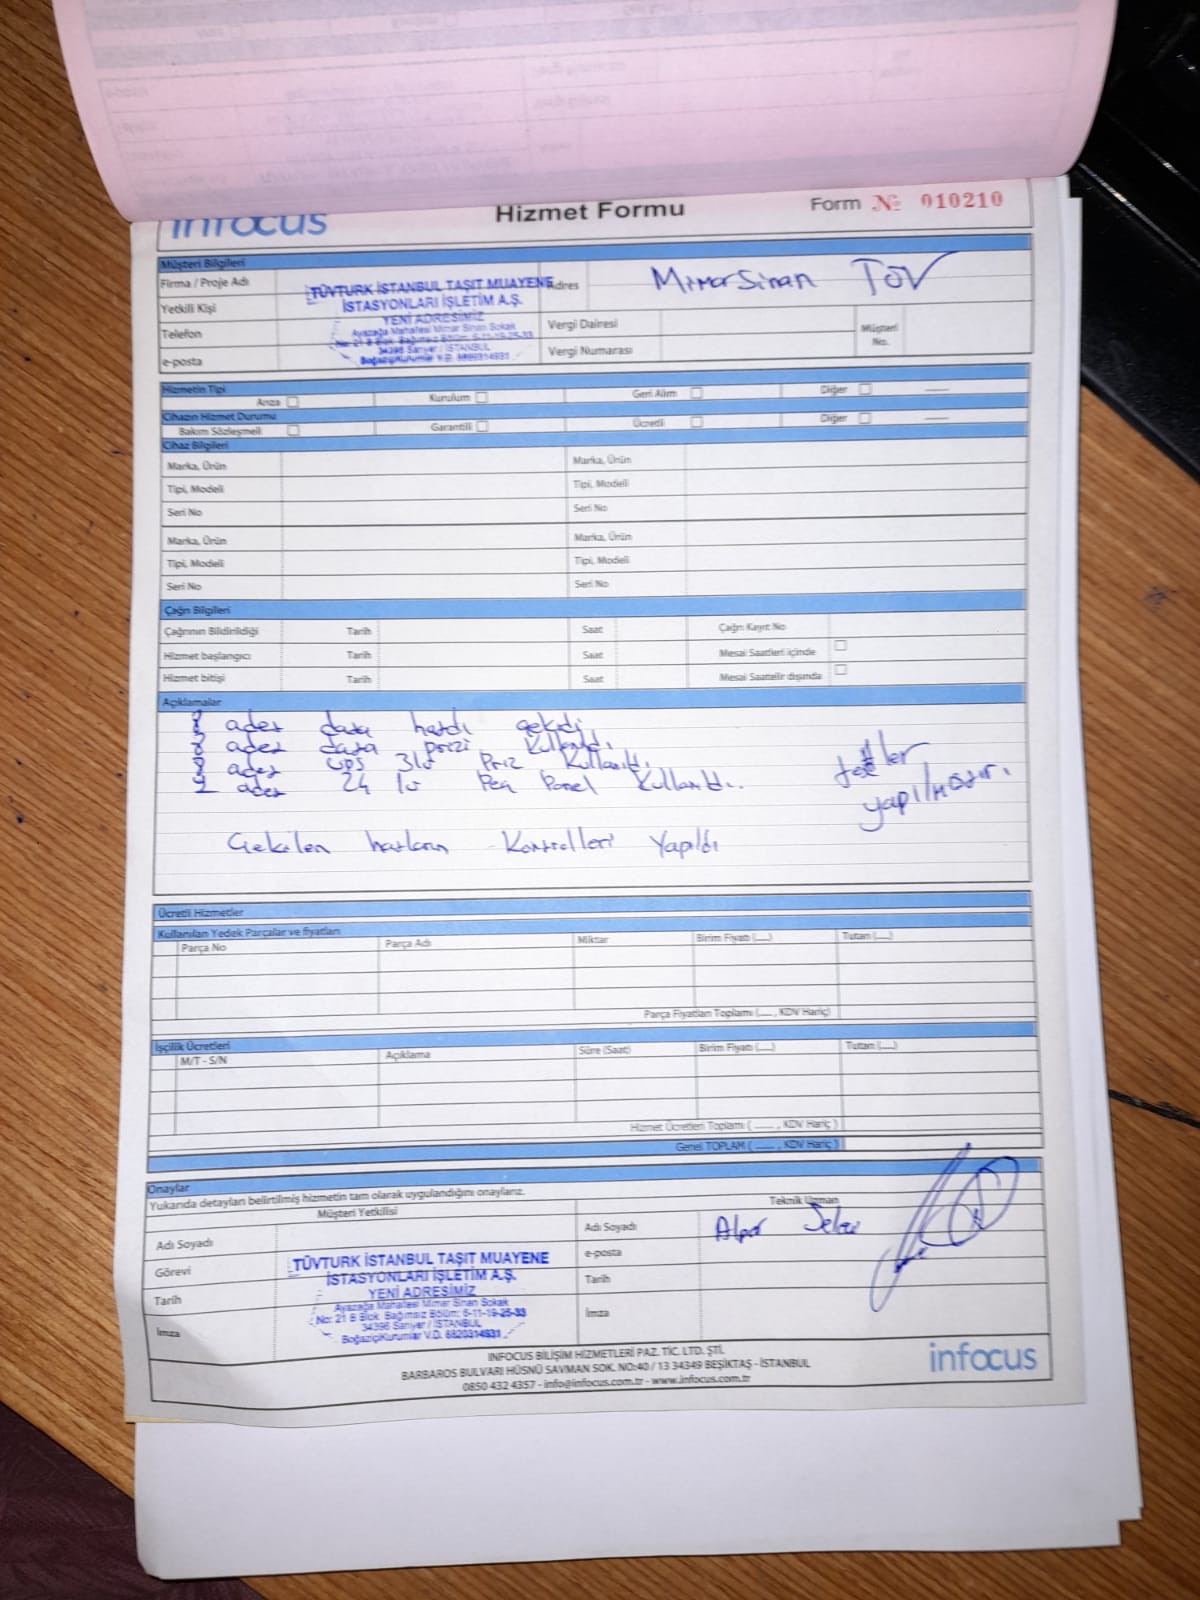 infocus
Hizmet Formu
Form № 010210
Müşteri Bilgileri
Firma / Proje Adı
TÜVTURK İSTANBUL TAŞIT MUAYENE
İSTASYONLARI İŞLETİM A.Ş.
YENİ ADRESİMİZ
Ayazağa Mahallesi Mimar Sinan Sokak
No: 21 B Blok Bağımsız Bölüm: 6-11-19-25-33
34396 Sarıyer / İSTANBUL
Boğaziçi Kurumlar V.D.
Adres
Mimar Sinan TÜV
Yetkili Kişi
Telefon
Vergi Dairesi
Müşteri No.
e-posta
Vergi Numarası
Hizmetin Tipi
Arıza
Kurulum
Geri Alım
Diğer
Cihazın Hizmet Durumu
Bakım Sözleşmeli
Garantili
Ücretli
Diğer
Cihaz Bilgileri
Marka, Ürün
Marka, Ürün
Tipi, Modeli
Tipi, Modeli
Seri No
Seri No
Marka, Ürün
Marka, Ürün
Tipi, Modeli
Tipi, Modeli
Seri No
Seri No
Çağrı Bilgileri
Çağrının Bildirildiği
Tarih
Saat
Çağrı Kayıt No
Hizmet başlangıcı
Tarih
Saat
Mesai Saatleri içinde
Hizmet bitişi
Tarih
Saat
Mesai Saatelir dışında
Açıklamalar
8 adet data hardı çekildi.
8 adet data prizi kullanıldı.
8 adet ups 3lü Priz kullanıldı.
adet 24 lü Peç Panel kullanıldı.
testler
yapılmıştır.
Çekilen hatların Kontrolleri Yapıldı
Ücretli Hizmetler
Kullanılan Yedek Parçalar ve fiyatları
Parça No
Parça Adı
Miktar
Birim Fiyatı (___)
Tutarı (___)
Parça Fiyatları Toplamı (___ , KDV Hariç)
İşçilik Ücretleri
M/T - S/N
Açıklama
Süre (Saat)
Birim Fiyatı (___)
Tutarı (___)
Hizmet Ücretleri Toplamı ( ___ , KDV Hariç )
Genel TOPLAM ( ___ , KDV Hariç )
Onaylar
Yukarıda detayları belirtilmiş hizmetin tam olarak uygulandığını onaylarız.
Müşteri Yetkilisi
Teknik Uzman
Adı Soyadı
Adı Soyadı
Görevi
e-posta
Tarih
Tarih
İmza
İmza
TÜVTURK İSTANBUL TAŞIT MUAYENE
İSTASYONLARI İŞLETİM A.Ş.
YENİ ADRESİMİZ
Ayazağa Mahallesi Mimar Sinan Sokak
No: 21 B Blok. Bağımsız Bölüm: 6-11-19-25-33
34396 Sarıyer / İSTANBUL
Boğaziçi Kurumlar V.D.
INFOCUS BİLİŞİM HİZMETLERİ PAZ. TİC. LTD. ŞTİ.
BARBAROS BULVARI HÜSNÜ SAVMAN SOK. NO:40 / 13 34349 BEŞİKTAŞ - İSTANBUL
0850 432 4357 - info@infocus.com.tr - www.infocus.com.tr
infocus